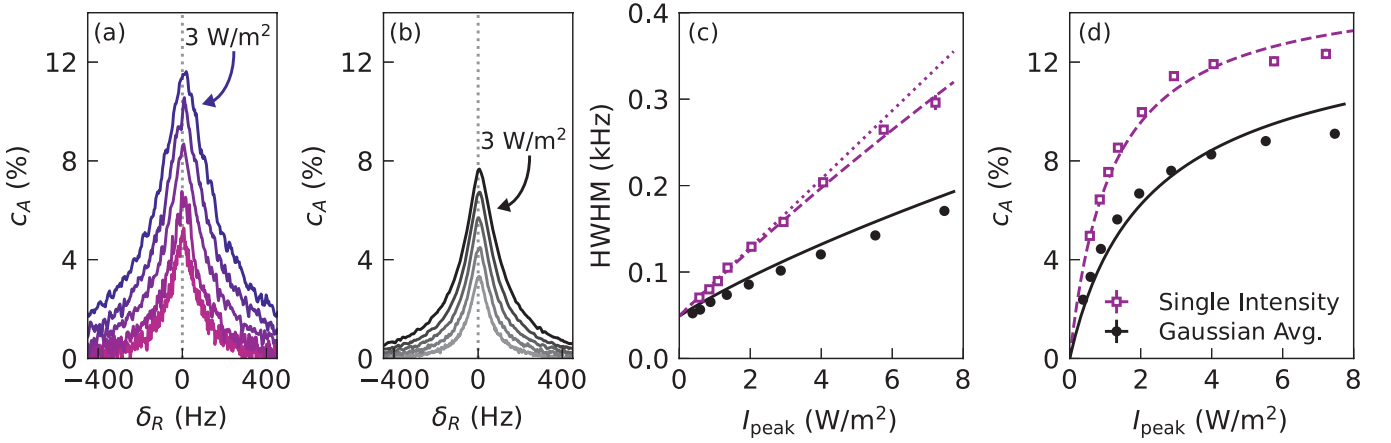 (a)
3 W/m²
12
8
4
0
c_A (%)
−400
0
400
δ_R (Hz)
(b)
3 W/m²
12
8
4
0
c_A (%)
−400
0
400
δ_R (Hz)
(c)
0.4
0.3
0.2
0.1
0.0
HWHM (kHz)
0
2
4
6
8
I_peak (W/m²)
(d)
12
8
4
0
c_A (%)
Single Intensity
Gaussian Avg.
0
2
4
6
8
I_peak (W/m²)